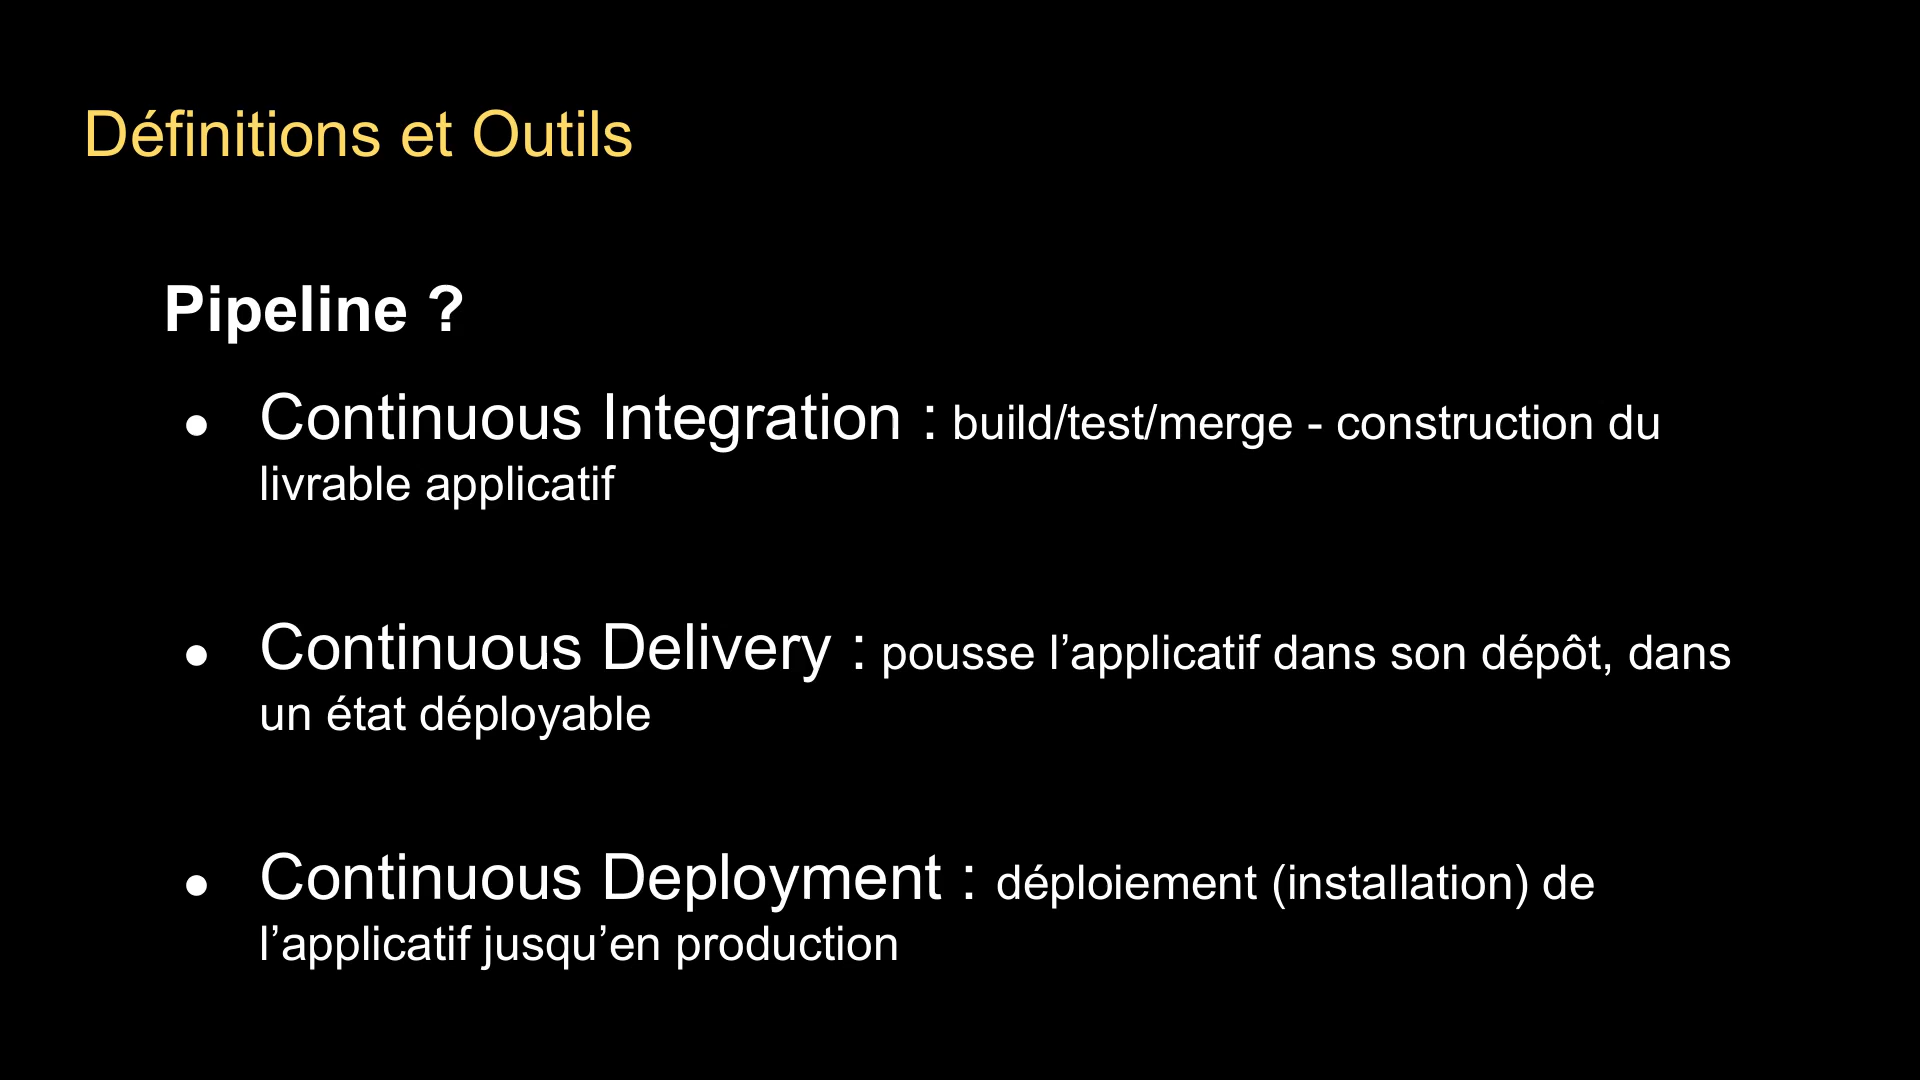 Définitions et Outils
Pipeline ?
● Continuous Integration : build/test/merge - construction du
livrable applicatif
● Continuous Delivery : pousse l’applicatif dans son dépôt, dans
un état déployable
● Continuous Deployment : déploiement (installation) de
l’applicatif jusqu’en production